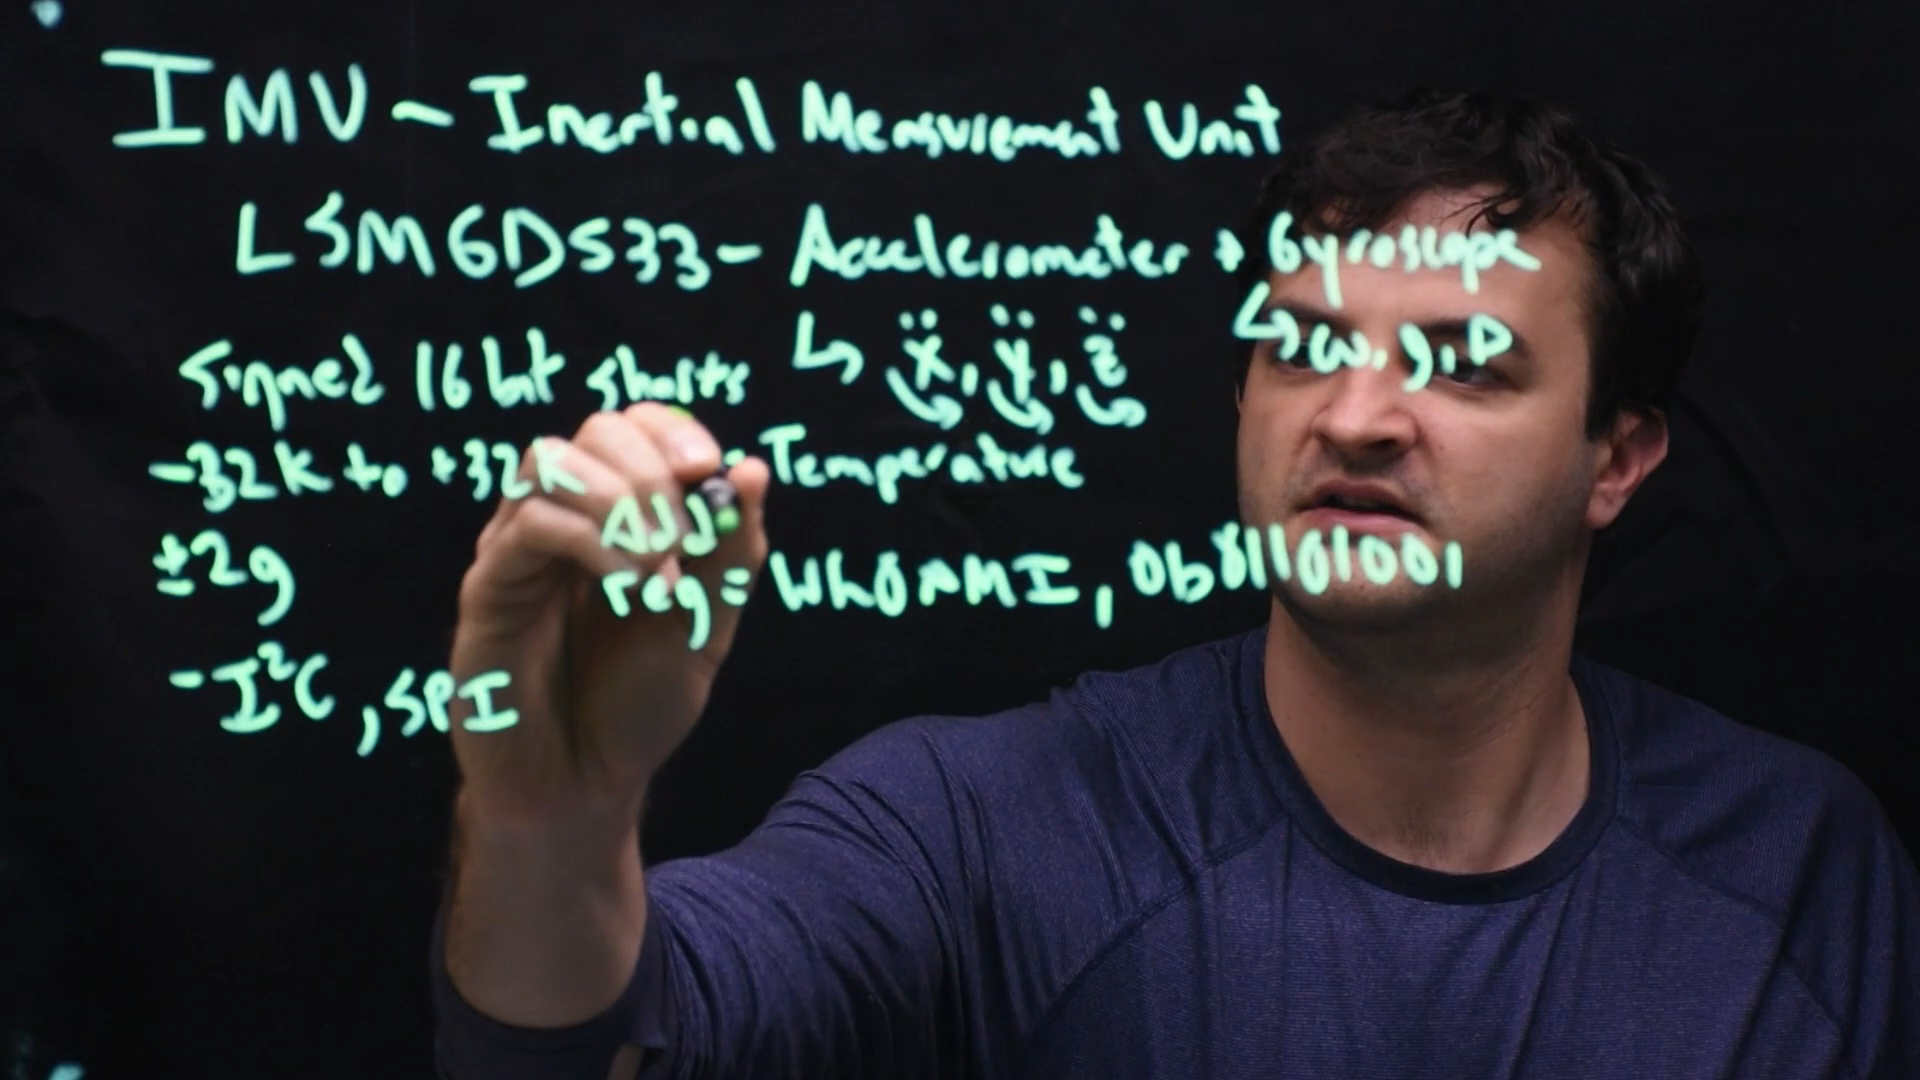 IMU - Inertial Measurement Unit
LSM6DS33 - Accelerometer + Gyroscope
Signed 16 bit shorts ↳ ẍ, ÿ, z̈ ↳ ω, y, p
-32k to +32k - Temperature
±2g Add
reg = WhoAMI, 0b01101001
- I²C, SPI